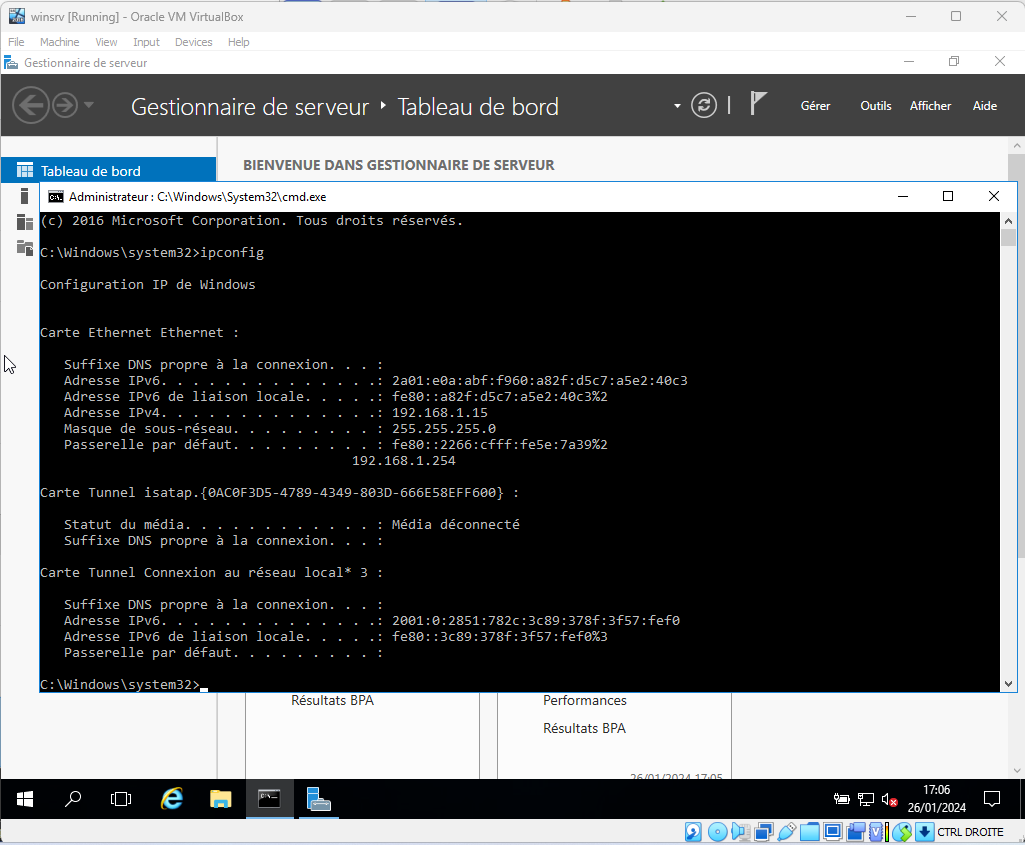 winsrv [Running] - Oracle VM VirtualBox
File Machine View Input Devices Help
Gestionnaire de serveur
Gestionnaire de serveur ‣ Tableau de bord
Gérer Outils Afficher Aide
Tableau de bord
BIENVENUE DANS GESTIONNAIRE DE SERVEUR
Administrateur : C:\Windows\System32\cmd.exe
(c) 2016 Microsoft Corporation. Tous droits réservés.
C:\Windows\system32>ipconfig
Configuration IP de Windows
Carte Ethernet Ethernet :
Suffixe DNS propre à la connexion. . . :
Adresse IPv6. . . . . . . . . . . . . .: 2a01:e0a:abf:f960:a82f:d5c7:a5e2:40c3
Adresse IPv6 de liaison locale. . . . .: fe80::a82f:d5c7:a5e2:40c3%2
Adresse IPv4. . . . . . . . . . . . . .: 192.168.1.15
Masque de sous-réseau. . . . . . . . . : 255.255.255.0
Passerelle par défaut. . . . . . . . . : fe80::2266:cfff:fe5e:7a39%2
192.168.1.254
Carte Tunnel isatap.{0AC0F3D5-4789-4349-803D-666E58EFF600} :
Statut du média. . . . . . . . . . . . : Média déconnecté
Suffixe DNS propre à la connexion. . . :
Carte Tunnel Connexion au réseau local* 3 :
Suffixe DNS propre à la connexion. . . :
Adresse IPv6. . . . . . . . . . . . . .: 2001:0:2851:782c:3c89:378f:3f57:fef0
Adresse IPv6 de liaison locale. . . . .: fe80::3c89:378f:3f57:fef0%3
Passerelle par défaut. . . . . . . . . :
C:\Windows\system32>
Résultats BPA
Performances
Résultats BPA
26/01/2024 17:05
17:06
26/01/2024
CTRL DROITE